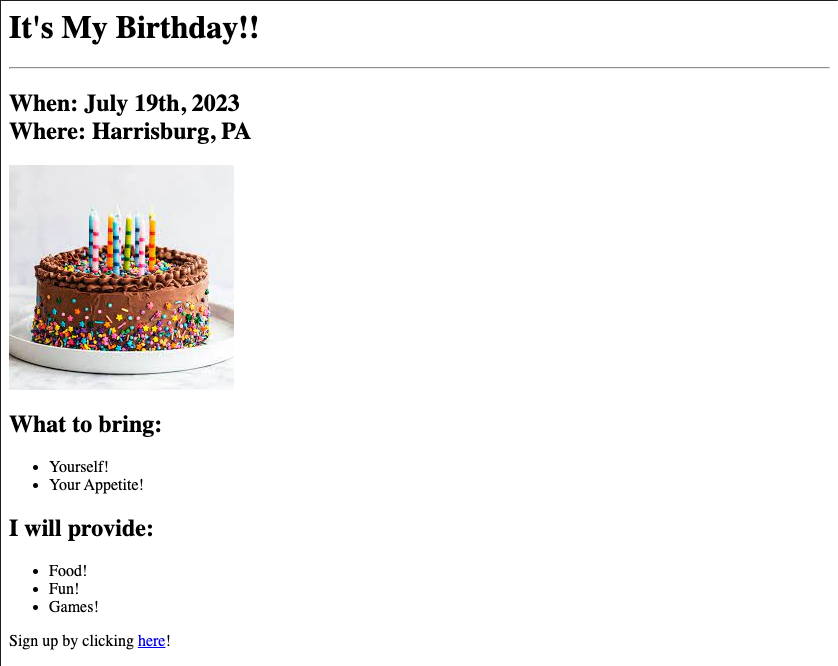 It's My Birthday!!
When: July 19th, 2023
Where: Harrisburg, PA
What to bring:
Yourself!
Your Appetite!
I will provide:
Food!
Fun!
Games!
Sign up by clicking here!